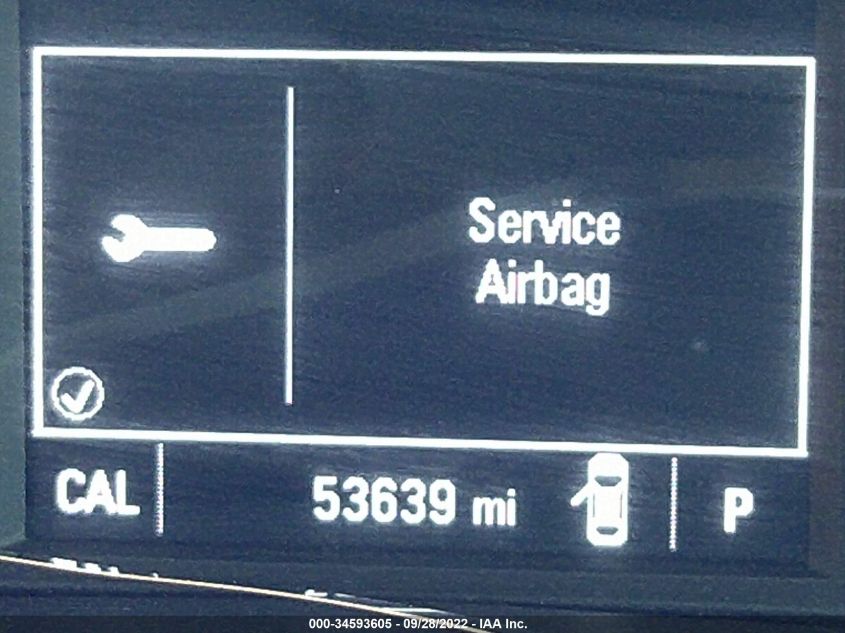 Service
Airbag
CAL 53639 mi P
000-34593605 - 09/28/2022 - IAA Inc.